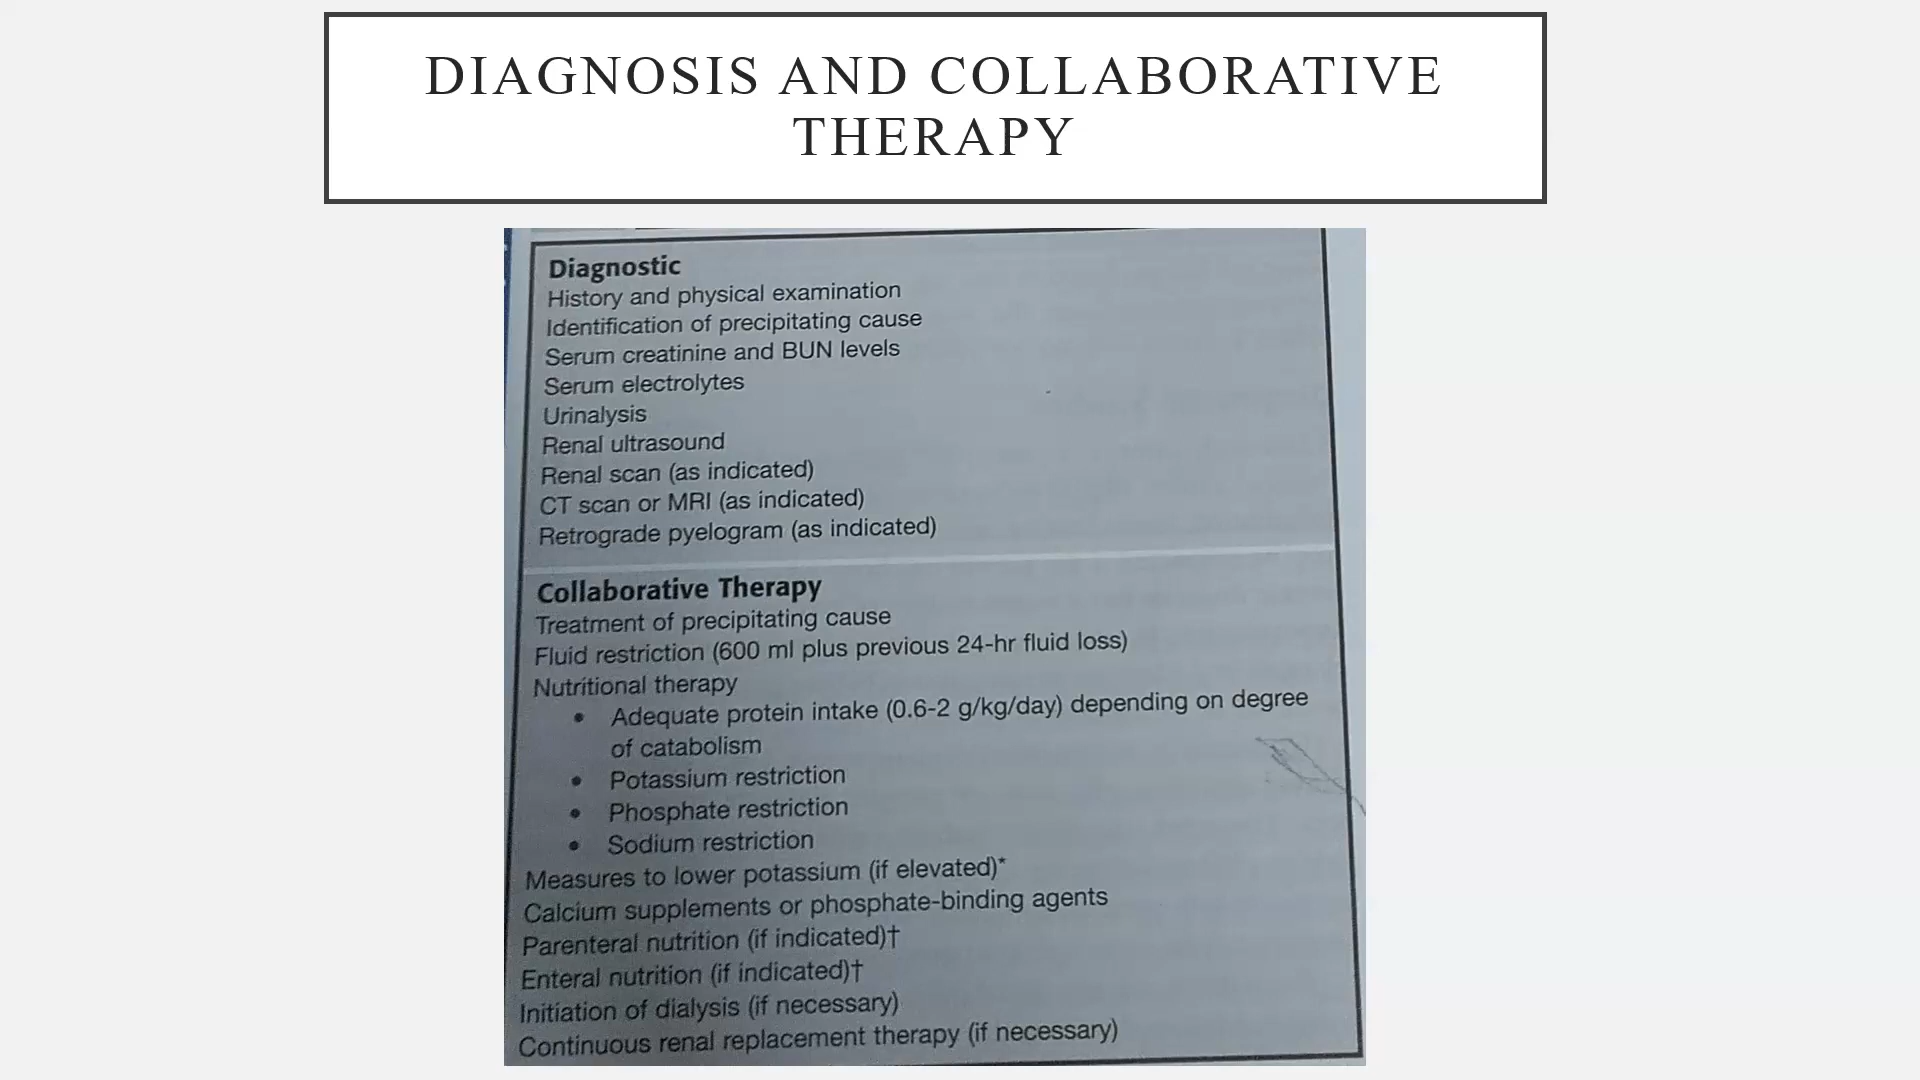 DIAGNOSIS AND COLLABORATIVE
THERAPY
Diagnostic
History and physical examination
Identification of precipitating cause
Serum creatinine and BUN levels
Serum electrolytes
Urinalysis
Renal ultrasound
Renal scan (as indicated)
CT scan or MRI (as indicated)
Retrograde pyelogram (as indicated)
Collaborative Therapy
Treatment of precipitating cause
Fluid restriction (600 ml plus previous 24-hr fluid loss)
Nutritional therapy
• Adequate protein intake (0.6-2 g/kg/day) depending on degree
of catabolism
• Potassium restriction
• Phosphate restriction
• Sodium restriction
Measures to lower potassium (if elevated)*
Calcium supplements or phosphate-binding agents
Parenteral nutrition (if indicated)†
Enteral nutrition (if indicated)†
Initiation of dialysis (if necessary)
Continuous renal replacement therapy (if necessary)